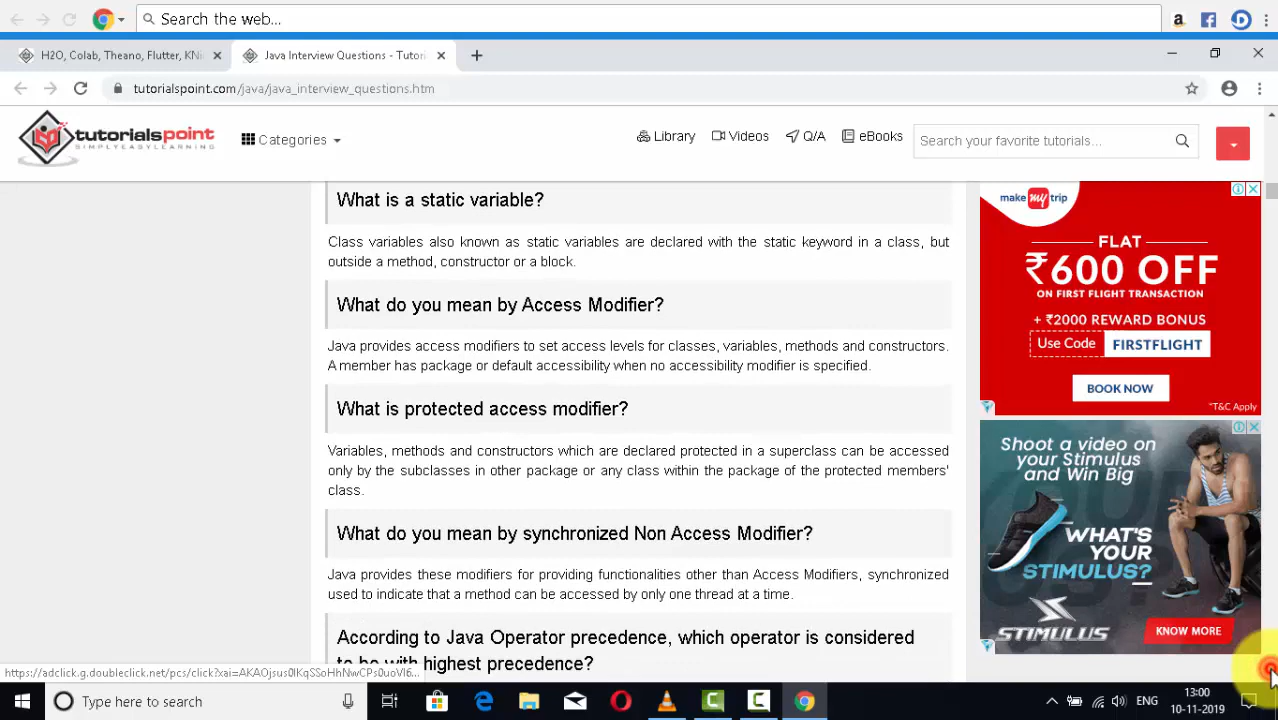 Search the web...
H2O, Colab, Theano, Flutter, KNi
Java Interview Questions - Tutori
tutorialspoint.com/java/java_interview_questions.htm
tutorialspoint
SIMPLYEASYLEARNING
Categories
Library
Videos
Q/A
eBooks
Search your favorite tutorials...
What is a static variable?
Class variables so known as static variables are declared with the static keyword in a class, but
outside a method, constructor or a block.
What do you mean by Access Modifier?
Java provides access modifiers to set access levels for classes, variables, methods and constructors.
A member has package or default accessibility when no accessibility modifier is specified.
What is protected access modifier?
Variables, methods and constructors which are declared protected in a superclass can be accessed
only by the subclasses in other package or any class within the package of the protected members'
class.
What do you mean by synchronized Non Access Modifier?
Java provides these modifiers for providing functionalities other than Access Modifiers, synchronized
used to indicate that a method can be accessed by only one thread at a time.
According to Java Operator precedence, which operator is considered
to be with highest precedence?
make my trip
FLAT
₹600 OFF
ON FIRST FLIGHT TRANSACTION
+ ₹2000 REWARD BONUS
Use Code FIRSTFLIGHT
BOOK NOW
*T&C Apply
Shoot a video on
your Stimulus
and Win Big
WHAT'S
YOUR
STIMULUS?
STIMULUS
KNOW MORE
Type here to search
ENG
13:00
10-11-2019